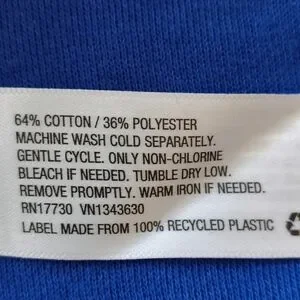 64% COTTON / 36% POLYESTER
MACHINE WASH COLD SEPARATELY.
GENTLE CYCLE. ONLY NON-CHLORINE
BLEACH IF NEEDED. TUMBLE DRY LOW.
REMOVE PROMPTLY. WARM IRON IF NEEDED.
RN17730 VN1343630
LABEL MADE FROM 100% RECYCLED PLASTIC